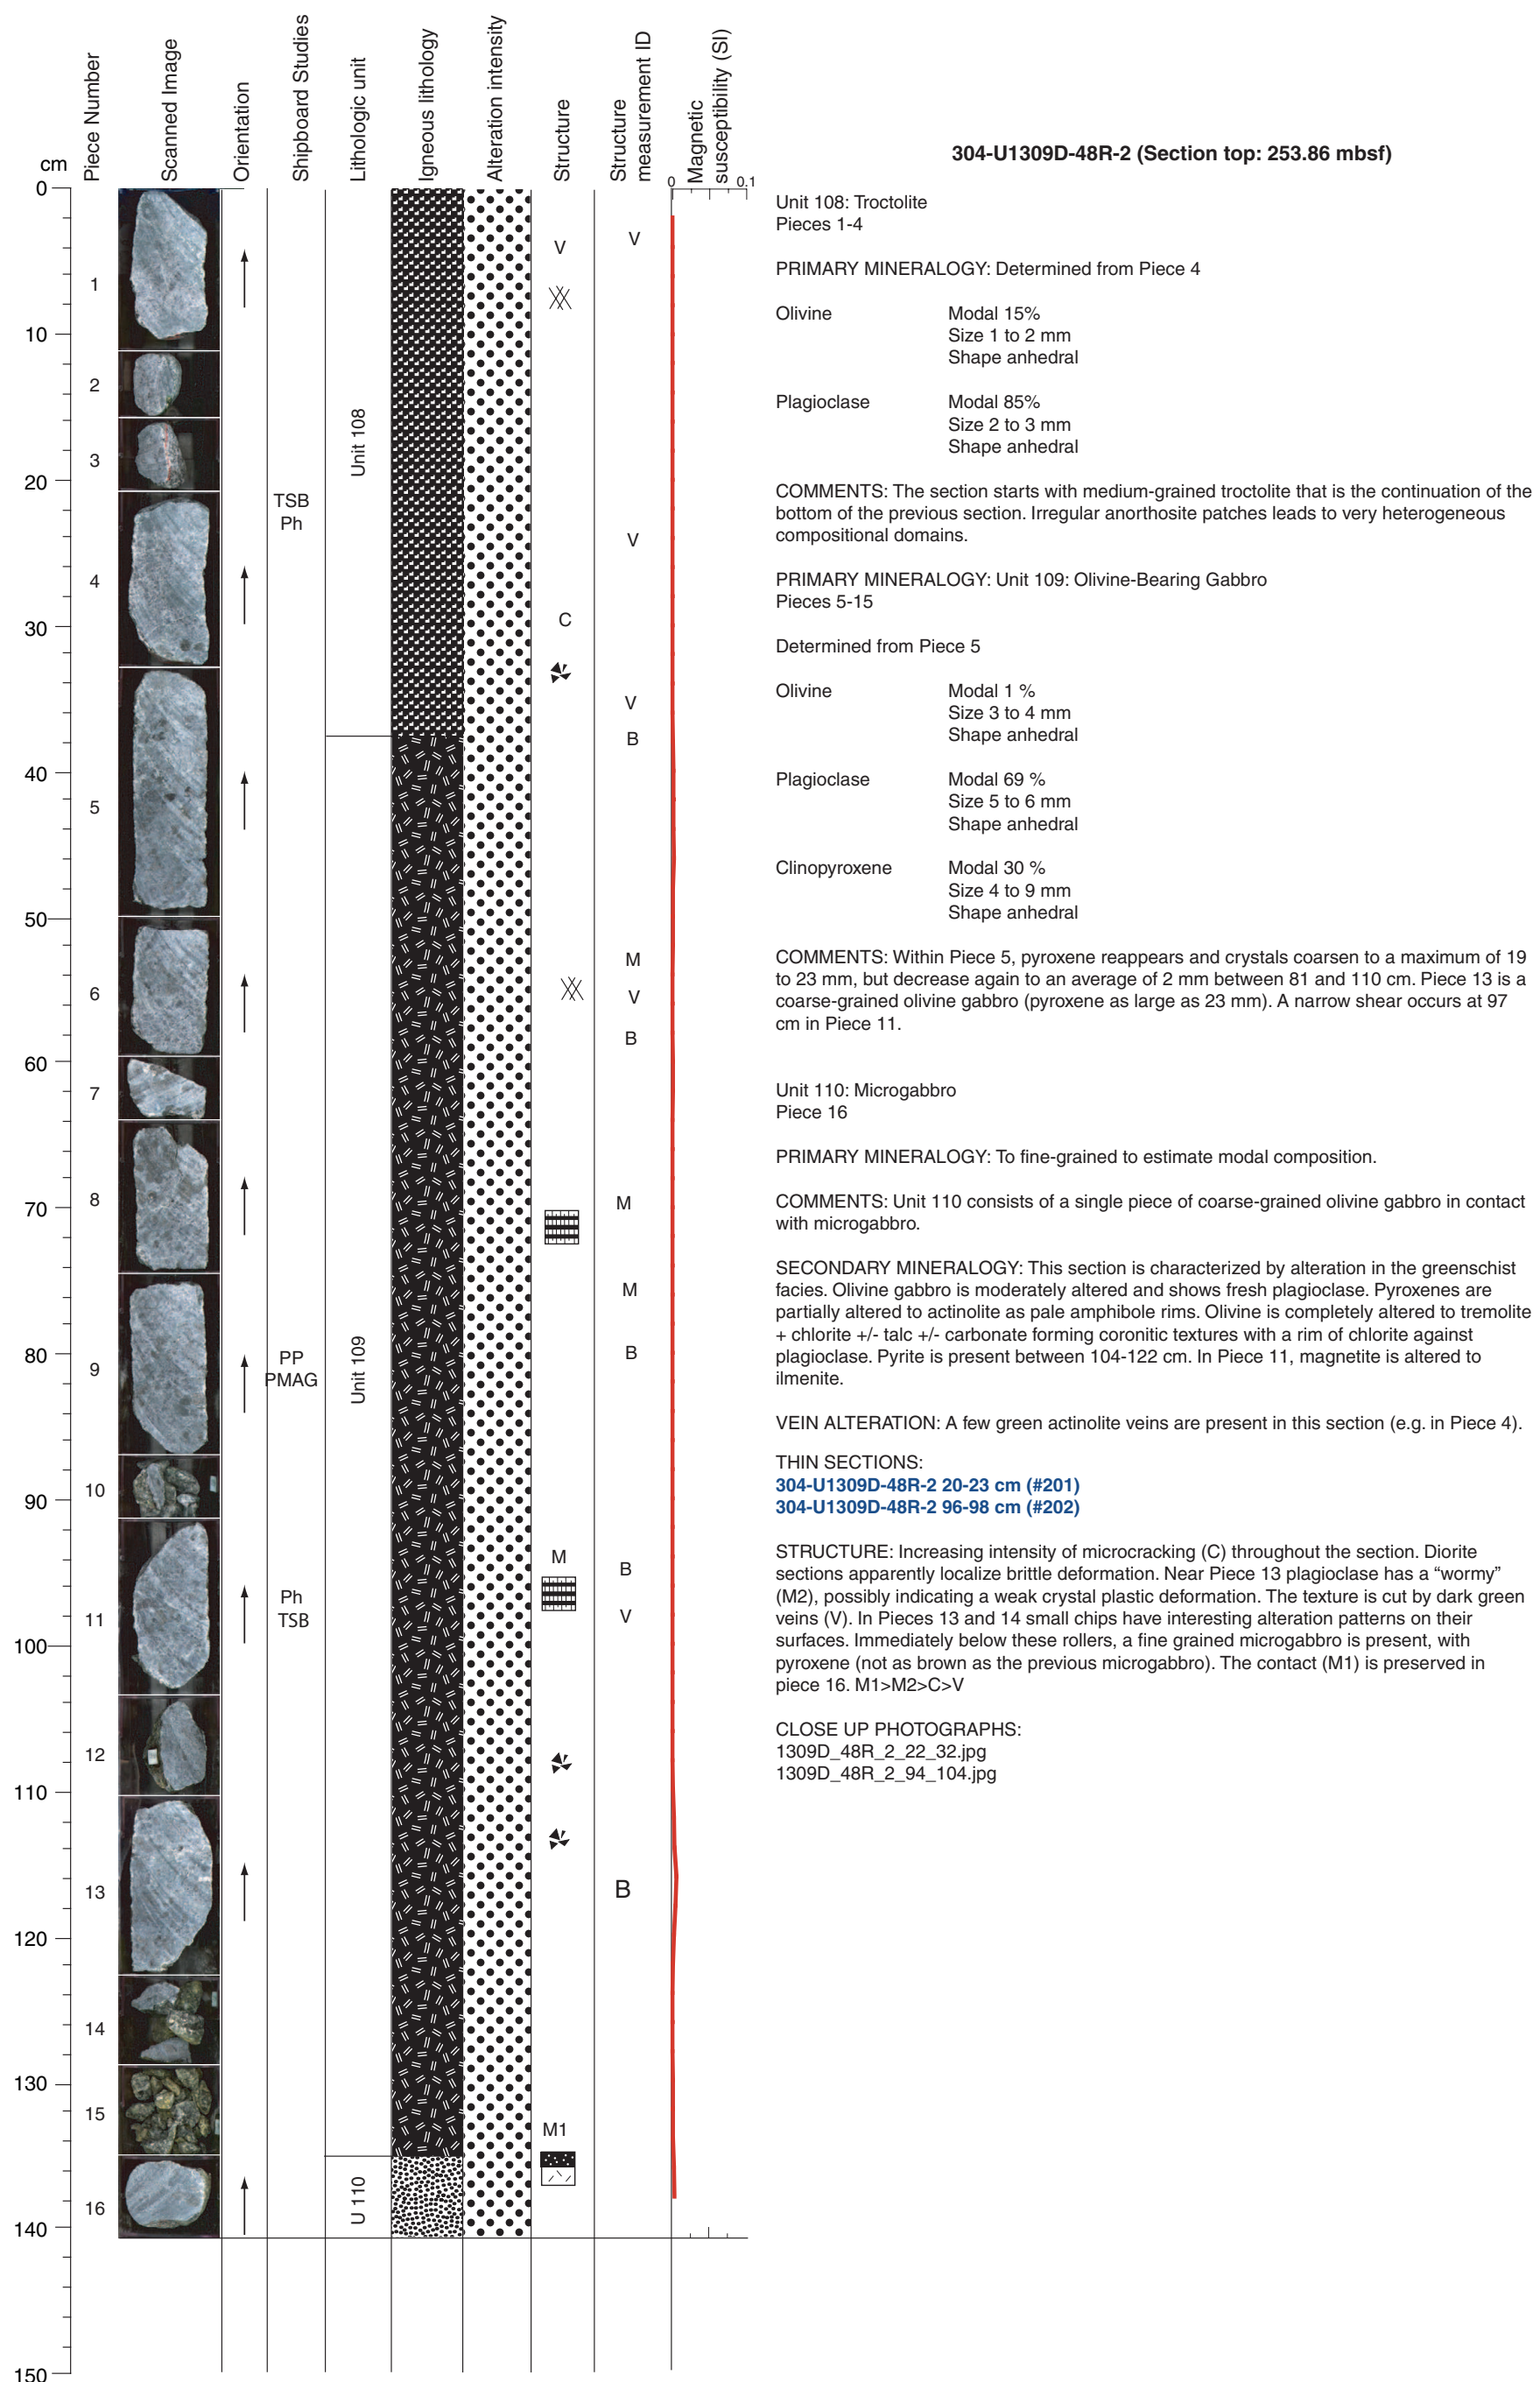 cm
Piece Number
Scanned Image
Orientation
Shipboard Studies
Lithologic unit
Igneous lithology
Alteration intensity
Structure
Structure
measurement ID
Magnetic
susceptibility (SI)
0 0.1
0
10
20
30
40
50
60
70
80
90
100
110
120
130
140
150
1
2
3
4
5
6
7
8
9
10
11
12
13
14
15
16
TSB
Ph
PP
PMAG
Ph
TSB
Unit 108
Unit 109
U 110
V
C
M
M1
V
V
V
B
M
V
B
M
M
B
B
V
B
304-U1309D-48R-2 (Section top: 253.86 mbsf)
Unit 108: Troctolite
Pieces 1-4
PRIMARY MINERALOGY: Determined from Piece 4
Olivine Modal 15%
Size 1 to 2 mm
Shape anhedral
Plagioclase Modal 85%
Size 2 to 3 mm
Shape anhedral
COMMENTS: The section starts with medium-grained troctolite that is the continuation of the
bottom of the previous section. Irregular anorthosite patches leads to very heterogeneous
compositional domains.
PRIMARY MINERALOGY: Unit 109: Olivine-Bearing Gabbro
Pieces 5-15
Determined from Piece 5
Olivine Modal 1 %
Size 3 to 4 mm
Shape anhedral
Plagioclase Modal 69 %
Size 5 to 6 mm
Shape anhedral
Clinopyroxene Modal 30 %
Size 4 to 9 mm
Shape anhedral
COMMENTS: Within Piece 5, pyroxene reappears and crystals coarsen to a maximum of 19
to 23 mm, but decrease again to an average of 2 mm between 81 and 110 cm. Piece 13 is a
coarse-grained olivine gabbro (pyroxene as large as 23 mm). A narrow shear occurs at 97
cm in Piece 11.
Unit 110: Microgabbro
Piece 16
PRIMARY MINERALOGY: To fine-grained to estimate modal composition.
COMMENTS: Unit 110 consists of a single piece of coarse-grained olivine gabbro in contact
with microgabbro.
SECONDARY MINERALOGY: This section is characterized by alteration in the greenschist
facies. Olivine gabbro is moderately altered and shows fresh plagioclase. Pyroxenes are
partially altered to actinolite as pale amphibole rims. Olivine is completely altered to tremolite
+ chlorite +/- talc +/- carbonate forming coronitic textures with a rim of chlorite against
plagioclase. Pyrite is present between 104-122 cm. In Piece 11, magnetite is altered to
ilmenite.
VEIN ALTERATION: A few green actinolite veins are present in this section (e.g. in Piece 4).
THIN SECTIONS:
304-U1309D-48R-2 20-23 cm (#201)
304-U1309D-48R-2 96-98 cm (#202)
STRUCTURE: Increasing intensity of microcracking (C) throughout the section. Diorite
sections apparently localize brittle deformation. Near Piece 13 plagioclase has a “wormy”
(M2), possibly indicating a weak crystal plastic deformation. The texture is cut by dark green
veins (V). In Pieces 13 and 14 small chips have interesting alteration patterns on their
surfaces. Immediately below these rollers, a fine grained microgabbro is present, with
pyroxene (not as brown as the previous microgabbro). The contact (M1) is preserved in
piece 16. M1>M2>C>V
CLOSE UP PHOTOGRAPHS:
1309D_48R_2_22_32.jpg
1309D_48R_2_94_104.jpg